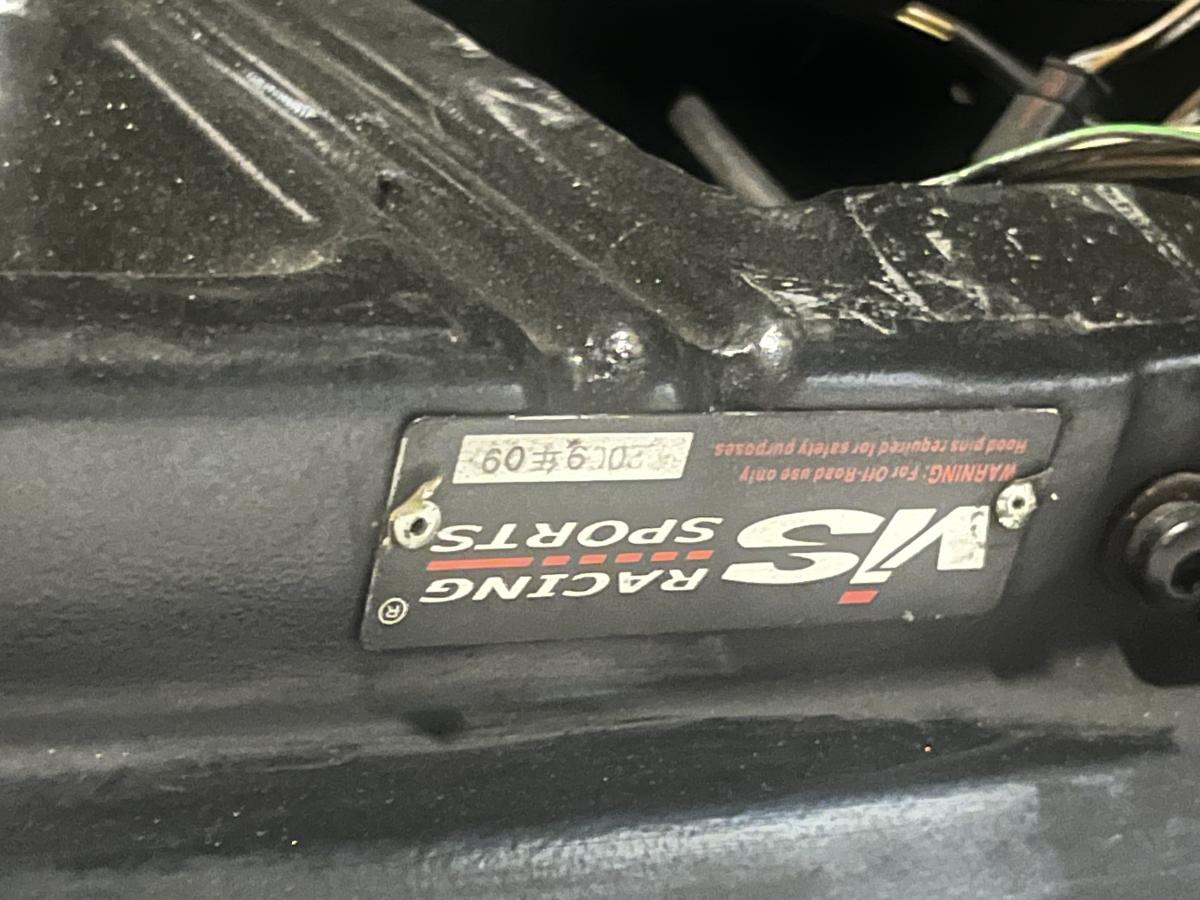 ViS RACING SPORTS ®
WARNING: For Off-Road use only
Hood pins required for safety purposes